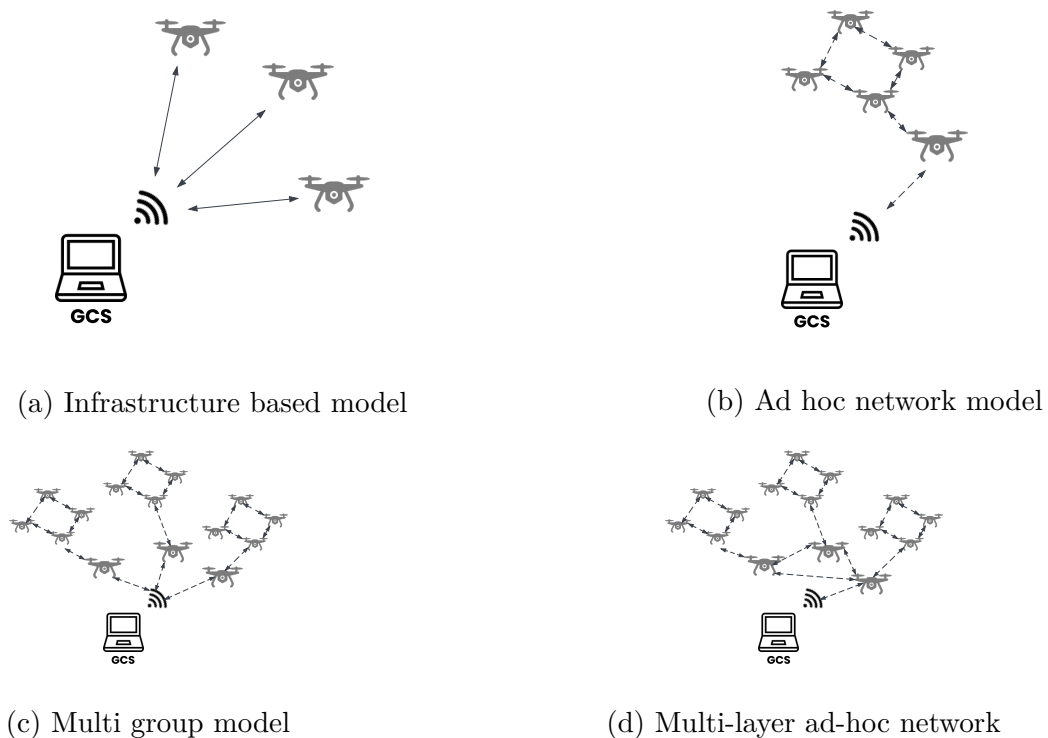 GCS
GCS
(a) Infrastructure based model
(b) Ad hoc network model
GCS
GCS
(c) Multi group model
(d) Multi-layer ad-hoc network